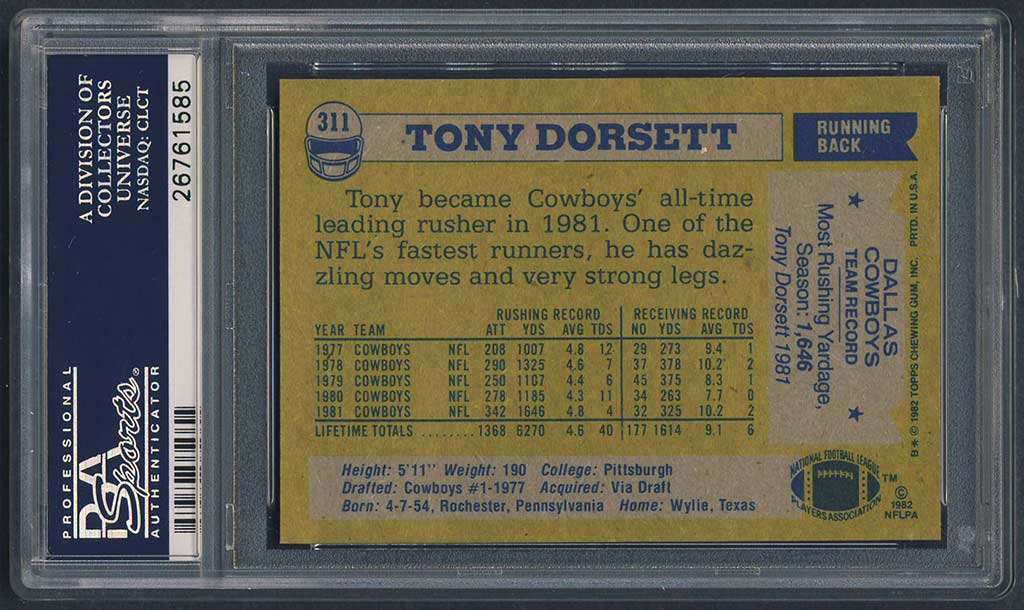 A DIVISION OF
COLLECTORS
UNIVERSE
NASDAQ: CLCT
26761585
PROFESSIONAL
PSA
Sports®
AUTHENTICATOR
311
TONY DORSETT
RUNNING
BACK
Tony became Cowboys' all-time
leading rusher in 1981. One of the
NFL's fastest runners, he has daz-
zling moves and very strong legs.
RUSHING RECORD RECEIVING RECORD
YEAR TEAM ATT YDS AVG TDS NO YDS AVG TDS
1977 COWBOYS NFL 208 1007 4.8 12 29 273 9.4 1
1978 COWBOYS NFL 290 1325 4.6 7 37 378 10.2 2
1979 COWBOYS NFL 250 1107 4.4 6 45 375 8.3 1
1980 COWBOYS NFL 278 1185 4.3 11 34 263 7.7 0
1981 COWBOYS NFL 342 1646 4.8 4 32 325 10.2 2
LIFETIME TOTALS ........ 1368 6270 4.6 40 177 1614 9.1 6
Height: 5'11" Weight: 190 College: Pittsburgh
Drafted: Cowboys #1-1977 Acquired: Via Draft
Born: 4-7-54, Rochester, Pennsylvania Home: Wylie, Texas
★ DALLAS ★
COWBOYS
TEAM RECORD
Most Rushing Yardage,
Season: 1,646
Tony Dorsett 1981
B✱ © 1982 TOPPS CHEWING GUM, INC. PRTD. IN U.S.A.
NATIONAL FOOTBALL LEAGUE
PLAYERS ASSOCIATION
TM
©
1982
NFLPA